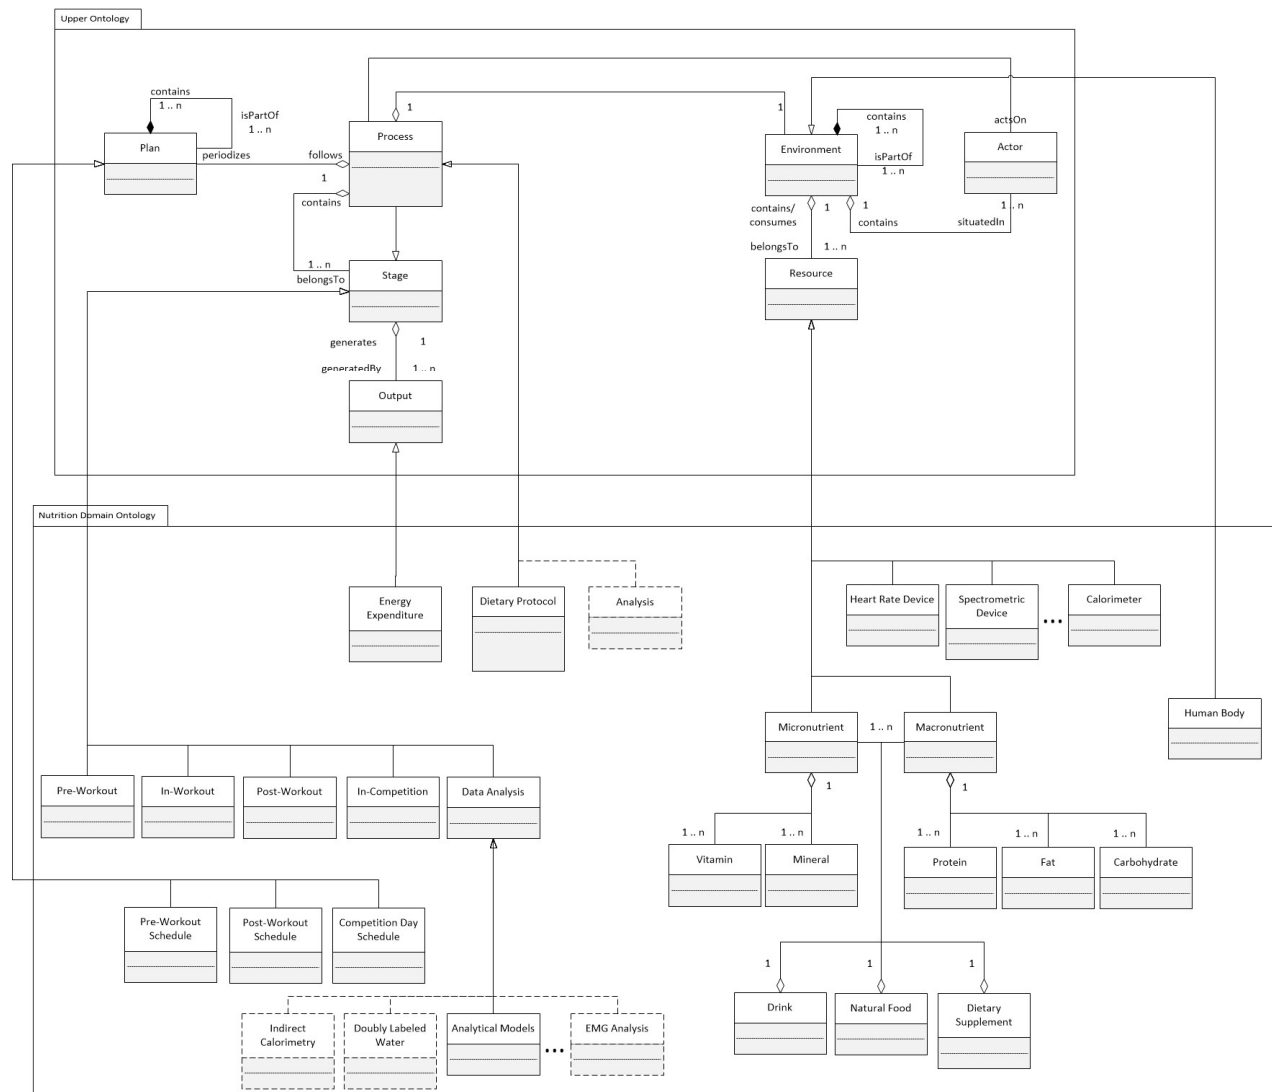 Upper Ontology
contains
1 .. n
isPartOf
1 .. n
Plan
periodizes
follows
1
Process
1
contains
1 .. n
belongsTo
Stage
generates
1
generatedBy
1 .. n
Output
1
contains
1 .. n
Environment
isPartOf
1 .. n
actsOn
Actor
contains/
consumes
1
1
contains
situatedIn
1 .. n
belongsTo
1 .. n
Resource
Nutrition Domain Ontology
Energy
Expenditure
Dietary Protocol
Analysis
Heart Rate Device
Spectrometric
Device
...
Calorimeter
Micronutrient
1 .. n
Macronutrient
Human Body
1
1
Pre-Workout
In-Workout
Post-Workout
In-Competition
Data Analysis
1 .. n
1 .. n
1 .. n
1 .. n
1 .. n
Vitamin
Mineral
Protein
Fat
Carbohydrate
Pre-Workout
Schedule
Post-Workout
Schedule
Competition Day
Schedule
1
1
1
Drink
Natural Food
Dietary
Supplement
Indirect
Calorimetry
Doubly Labeled
Water
Analytical Models
...
EMG Analysis